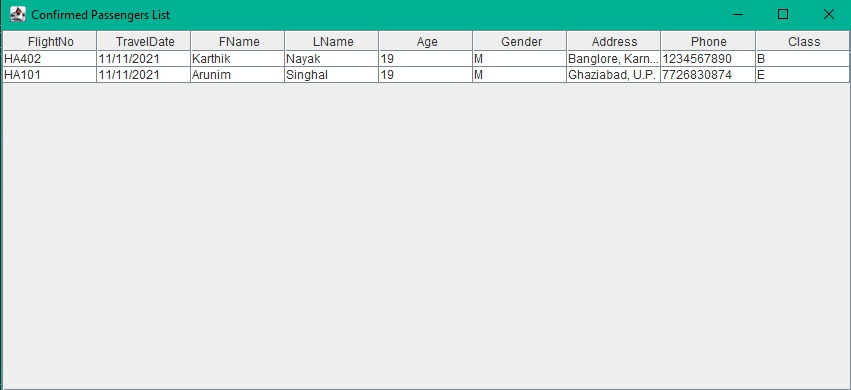 Confirmed Passengers List
FlightNo TravelDate FName LName Age Gender Address Phone Class
HA402 11/11/2021 Karthik Nayak 19 M Banglore, Karn... 1234567890 B
HA101 11/11/2021 Arunim Singhal 19 M Ghaziabad, U.P. 7726830874 E